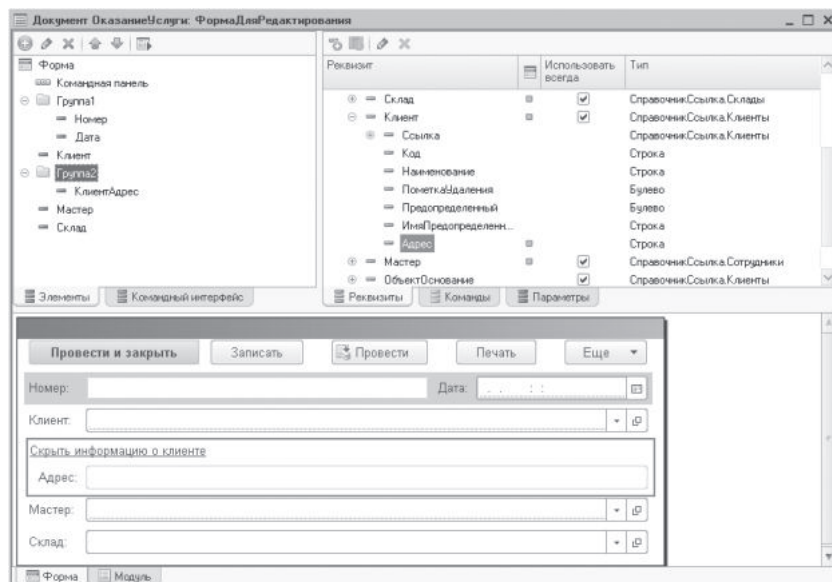 Документ ОказаниеУслуги: ФормаДляРедактирования
Форма
Командная панель
Группа1
Номер
Дата
Клиент
Группа2
КлиентАдрес
Мастер
Склад
Элементы
Командный интерфейс
Реквизит
Использовать всегда
Тип
Склад
СправочникСсылка.Склады
Клиент
СправочникСсылка.Клиенты
Ссылка
СправочникСсылка.Клиенты
Код
Строка
Наименование
Строка
ПометкаУдаления
Булево
Предопределенный
Булево
ИмяПредопределенн...
Строка
Адрес
Строка
Мастер
СправочникСсылка.Сотрудники
ОбъектОснование
СправочникСсылка.Клиенты
Реквизиты
Команды
Параметры
Провести и закрыть
Записать
Провести
Печать
Еще
Номер:
Дата: . . : :
Клиент:
Скрыть информацию о клиенте
Адрес:
Мастер:
Склад:
Форма
Модуль